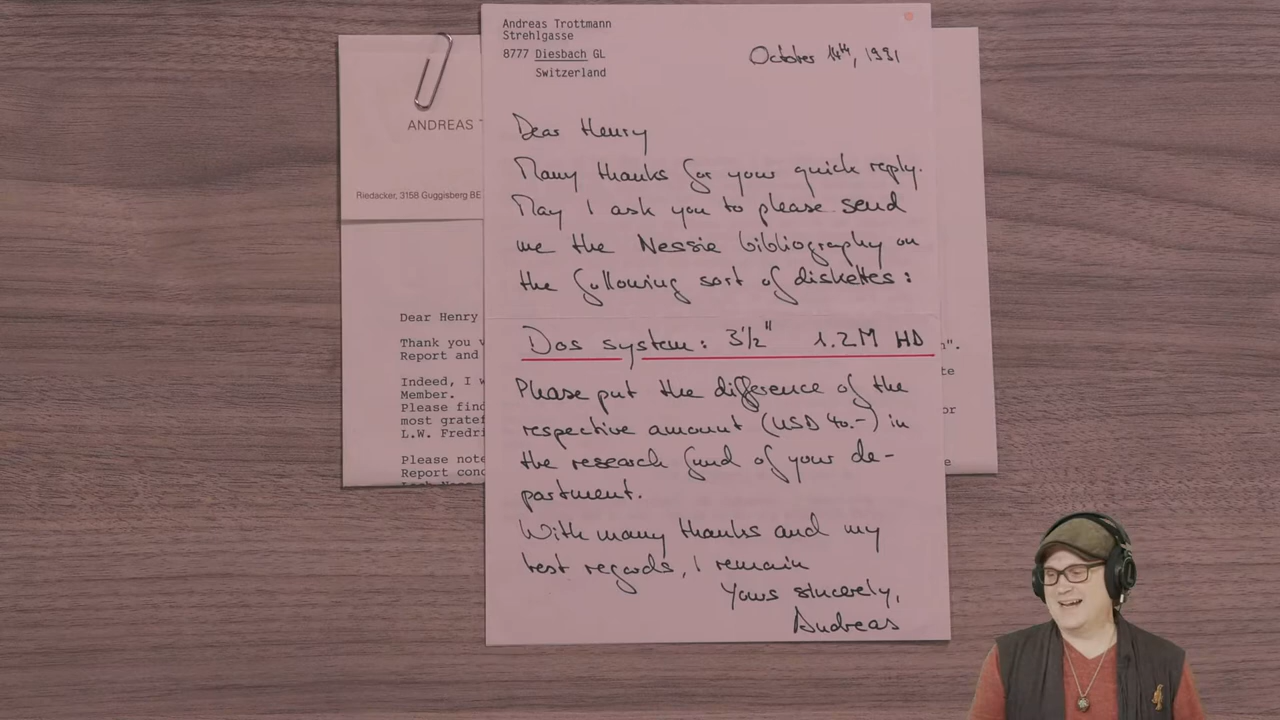 Andreas Trottmann
Strehlgasse
8777 Diesbach GL
Switzerland
October 14th, 1991
Dear Henry
Many thanks for your quick reply.
May I ask you to please send
me the Nessie bibliography on
the following sort of diskettes:
Dos system: 3½" 1.2M HD
Please put the difference of the
respective amount (USD 40.-) in
the research fund of your de-
partment.
With many thanks and my
best regards, I remain
Yours sincerely,
Andreas
ANDREAS
Riedacker, 3158 Guggisberg BE
Dear Henry
Thank you
Report and
Indeed, I
Member.
Please find
most
L.W.
Please note
Report